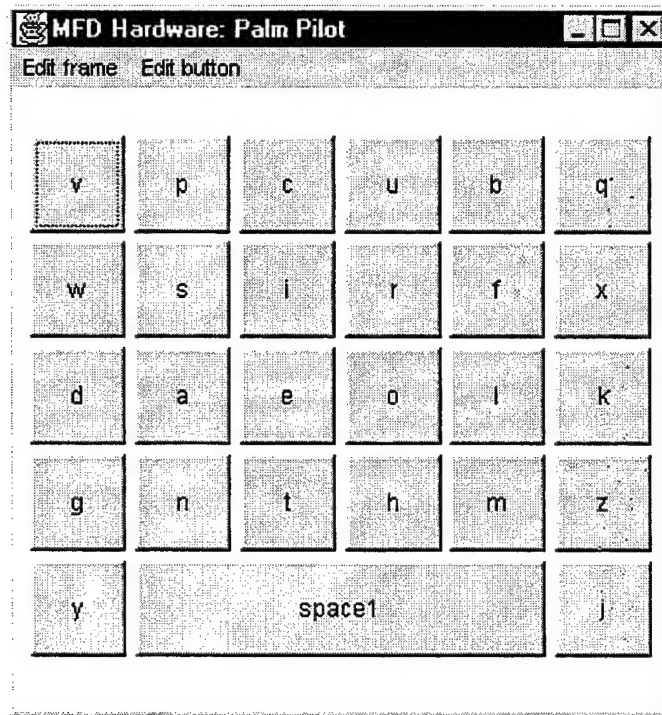 MFD Hardware: Palm Pilot
Edit frame Edit button
v p c u b q
w s i r f x
d a e o l k
g n t h m z
y space1 j